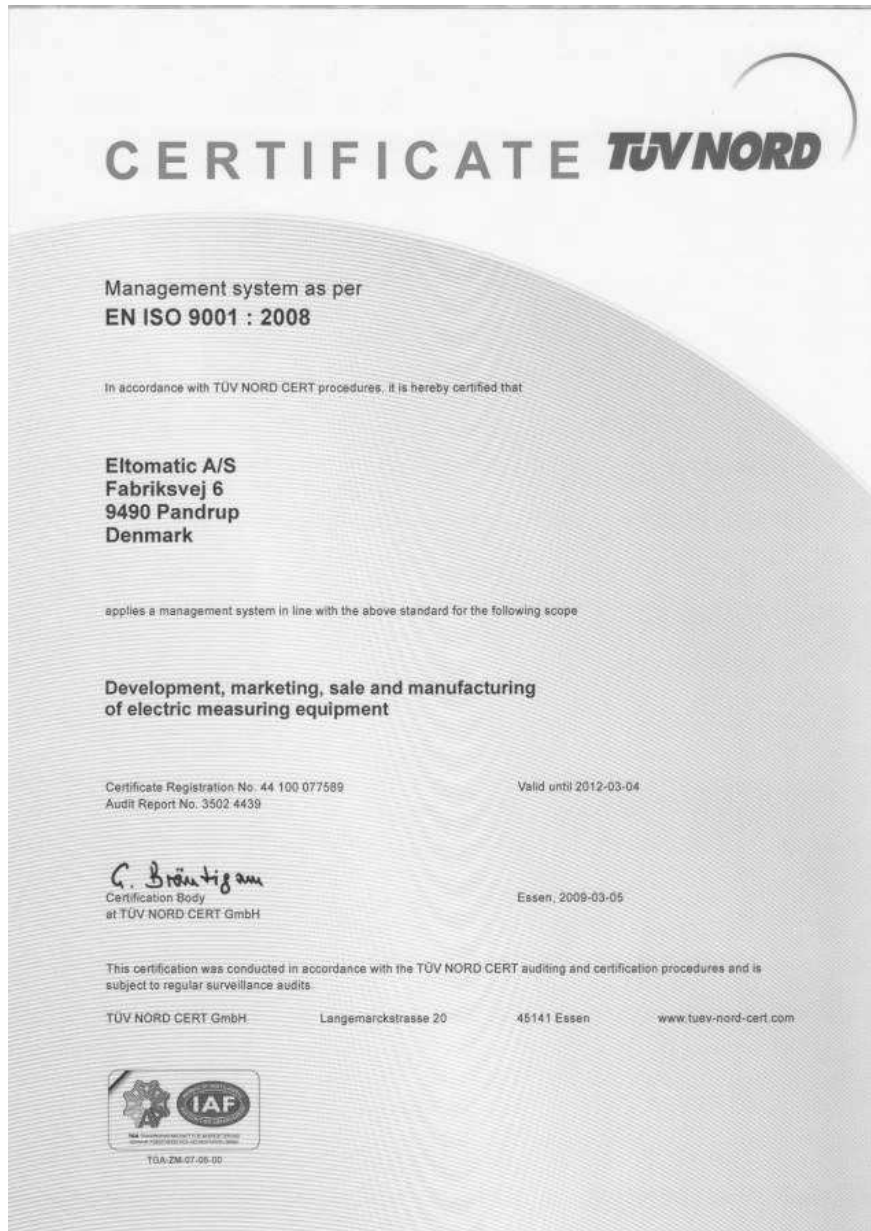 CERTIFICATE TÜV NORD
Management system as per
EN ISO 9001 : 2008
In accordance with TÜV NORD CERT procedures, it is hereby certified that
Eltomatic A/S
Fabriksvej 6
9490 Pandrup
Denmark
applies a management system in line with the above standard for the following scope
Development, marketing, sale and manufacturing
of electric measuring equipment
Certificate Registration No. 44 100 077589 Valid until 2012-03-04
Audit Report No. 3502 4439
G. Bräutigam
Certification Body Essen, 2009-03-05
at TÜV NORD CERT GmbH
This certification was conducted in accordance with the TÜV NORD CERT auditing and certification procedures and is
subject to regular surveillance audits.
TÜV NORD CERT GmbH Langemarckstrasse 20 45141 Essen www.tuev-nord-cert.com
IAF
TGA-ZM-07-06-00